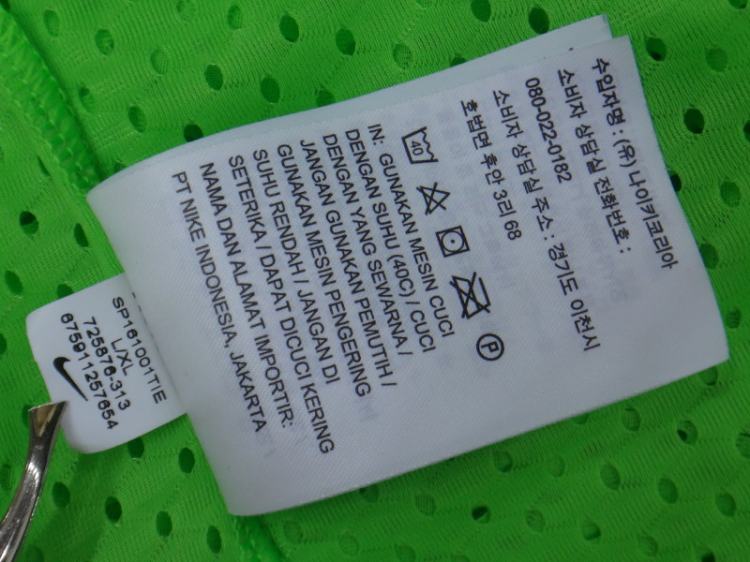 수입자명 : (유) 나이키코리아
소비자 상담실 전화번호 :
080-022-0182
소비자 상담실 주소 : 경기도 이천시
호법면 후안 3리 68
40
P
IN: GUNAKAN MESIN CUCI
DENGAN SUHU (40C) / CUCI
DENGAN YANG SEWARNA /
JANGAN GUNAKAN PEMUTIH /
GUNAKAN MESIN PENGERING
SUHU RENDAH / JANGAN DI
SETERIKA / DAPAT DICUCI KERING
NAMA DAN ALAMAT IMPORTIR:
PT NIKE INDONESIA, JAKARTA
SP161001TIE
L/XL
725876-313
675911257654